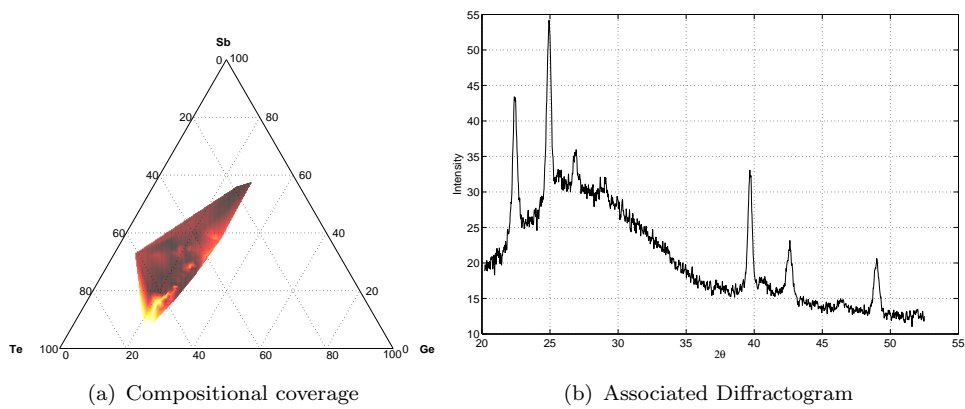 Sb
0 100
20 80
40 60
60 40
80 20
Te 100 0 20 40 60 80 100 0 Ge
(a) Compositional coverage
55
50
45
40
35
30
25
20
15
10
Intensity
20 25 30 35 40 45 50 55
2θ
(b) Associated Diffractogram